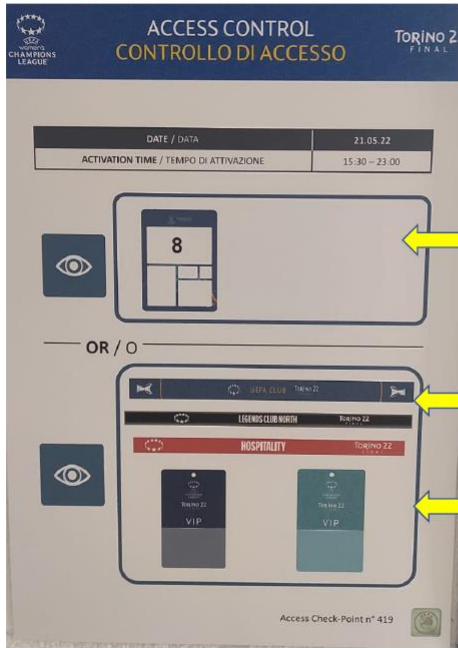 women's
CHAMPIONS
LEAGUE
ACCESS CONTROL
CONTROLLO DI ACCESSO
TORINO 2
FINAL
DATE / DATA 21.05.22
ACTIVATION TIME / TEMPO DI ATTIVAZIONE 15:30 – 23:00
8
OR / O
UEFA CLUB TORINO 22
LEGENDS CLUB NORTH TORINO 22
HOSPITALITY TORINO 22
FINAL
TORINO 22 TORINO 22
VIP VIP
Access Check-Point n° 419